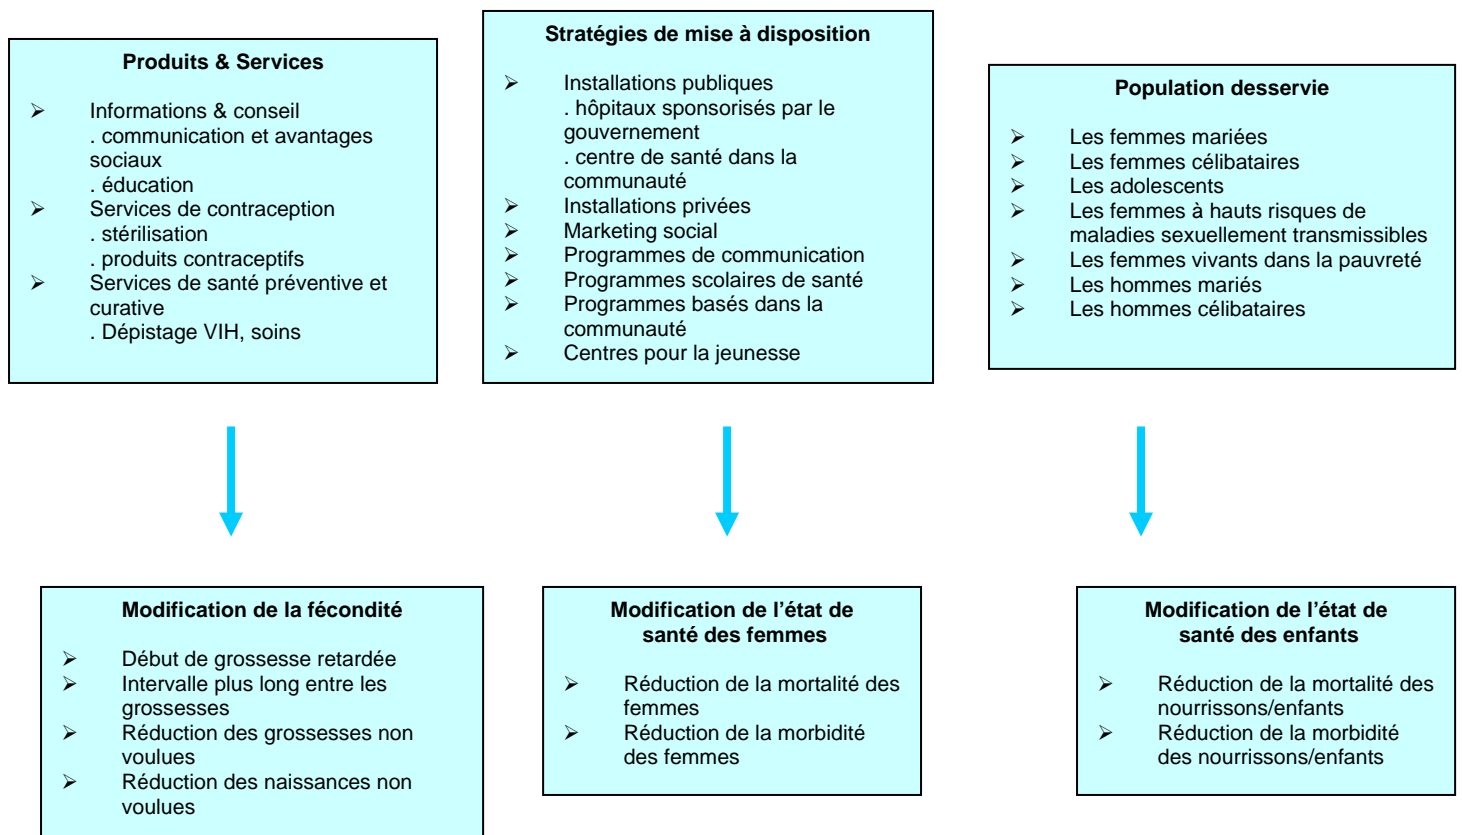 Produits & Services
➢ Informations & conseil
. communication et avantages
sociaux
. éducation
➢ Services de contraception
. stérilisation
. produits contraceptifs
➢ Services de santé préventive et
curative
. Dépistage VIH, soins
Stratégies de mise à disposition
➢ Installations publiques
. hôpitaux sponsorisés par le
gouvernement
. centre de santé dans la
communauté
➢ Installations privées
➢ Marketing social
➢ Programmes de communication
➢ Programmes scolaires de santé
➢ Programmes basés dans la
communauté
➢ Centres pour la jeunesse
Population desservie
➢ Les femmes mariées
➢ Les femmes célibataires
➢ Les adolescents
➢ Les femmes à hauts risques de
maladies sexuellement transmissibles
➢ Les femmes vivants dans la pauvreté
➢ Les hommes mariés
➢ Les hommes célibataires
Modification de la fécondité
➢ Début de grossesse retardée
➢ Intervalle plus long entre les
grossesses
➢ Réduction des grossesses non
voulues
➢ Réduction des naissances non
voulues
Modification de l'état de
santé des femmes
➢ Réduction de la mortalité des
femmes
➢ Réduction de la morbidité
des femmes
Modification de l'état de
santé des enfants
➢ Réduction de la mortalité des
nourrissons/enfants
➢ Réduction de la morbidité
des nourrissons/enfants